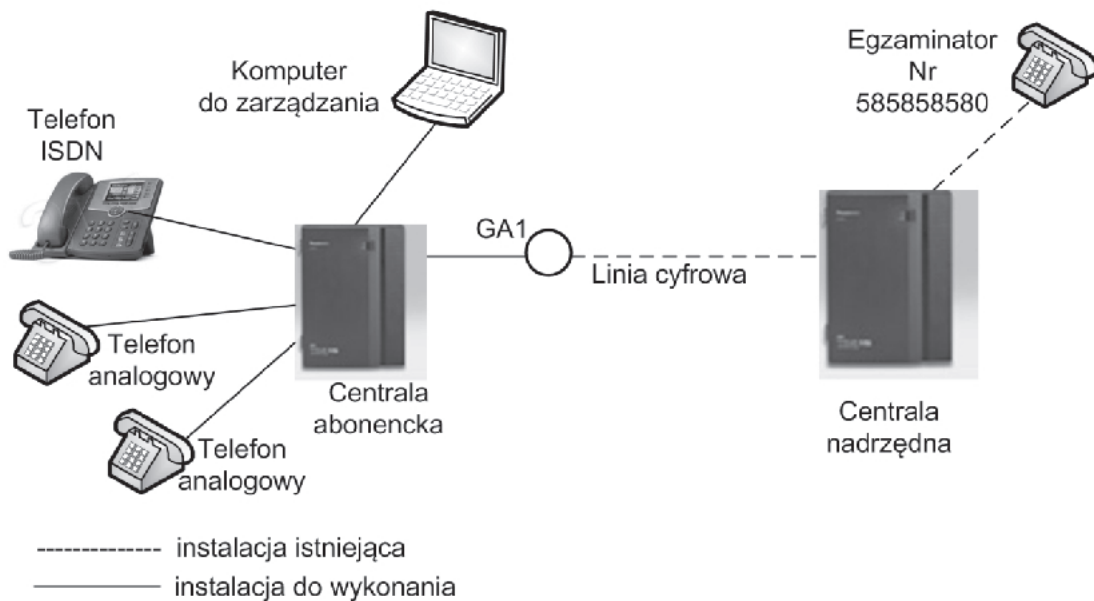 Komputer
do zarządzania
Egzaminator
Nr
585858580
Telefon
ISDN
GA1
Linia cyfrowa
Telefon
analogowy
Centrala
abonencka
Centrala
nadrzędna
Telefon
analogowy
instalacja istniejąca
instalacja do wykonania